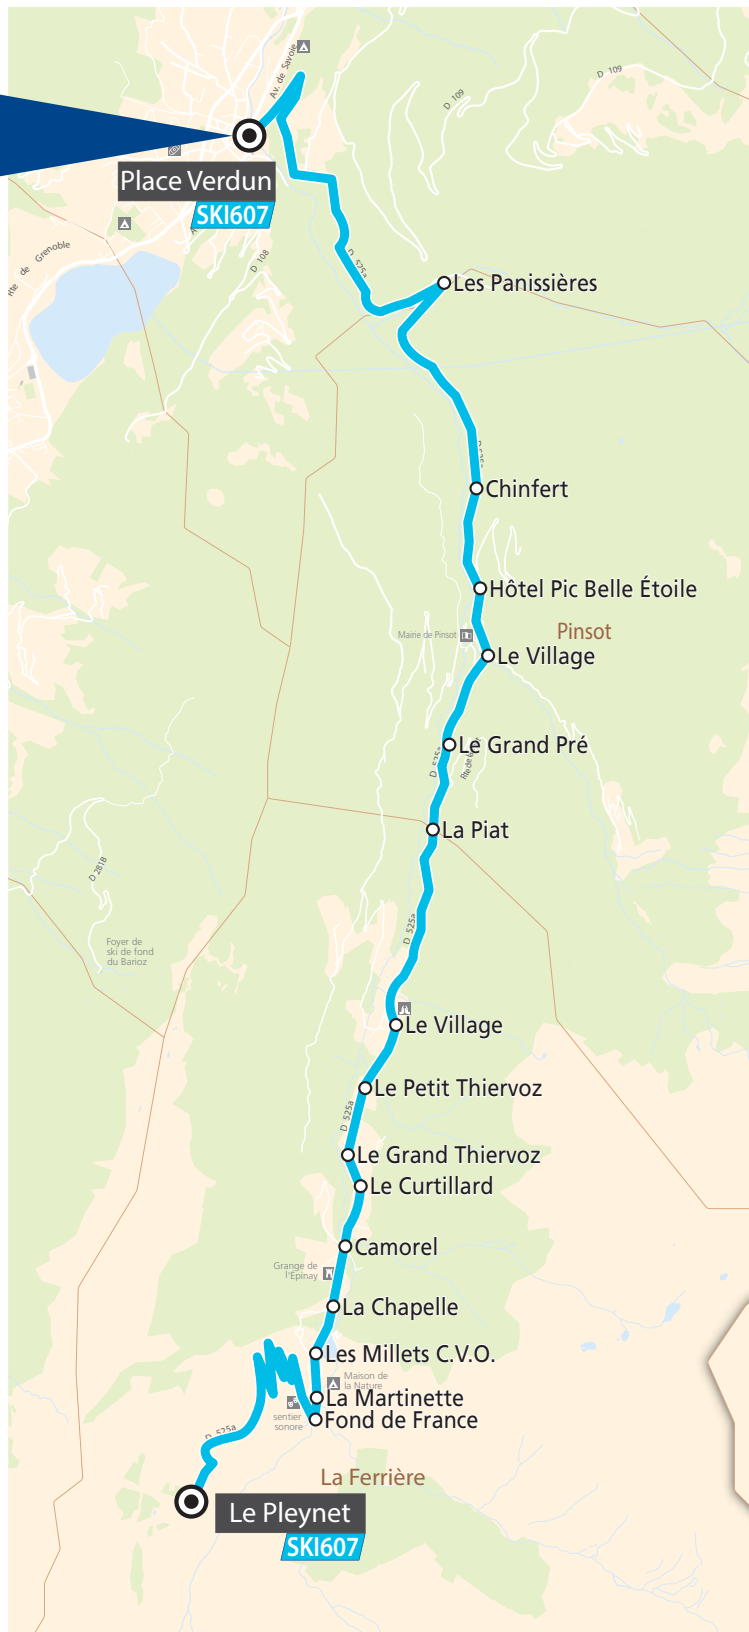 Av. de Savoie
D 109
D 109
Place Verdun
SKI607
Rte de Grenoble
D 108
D 525a
Les Panissières
Chinfert
Hôtel Pic Belle Étoile
Mairie de Pinsot
Pinsot
Le Village
Le Grand Pré
D 525a
La Piat
D 281B
D 525a
Foyer de
ski de fond
du Barioz
Le Village
Le Petit Thiervoz
D 525a
Le Grand Thiervoz
Le Curtillard
Camorel
Grange de
l'Épinay
La Chapelle
Les Millets C.V.O.
Maison de
la Nature
La Martinette
sentier
sonore
Fond de France
D 525a
La Ferrière
Le Pleynet
SKI607